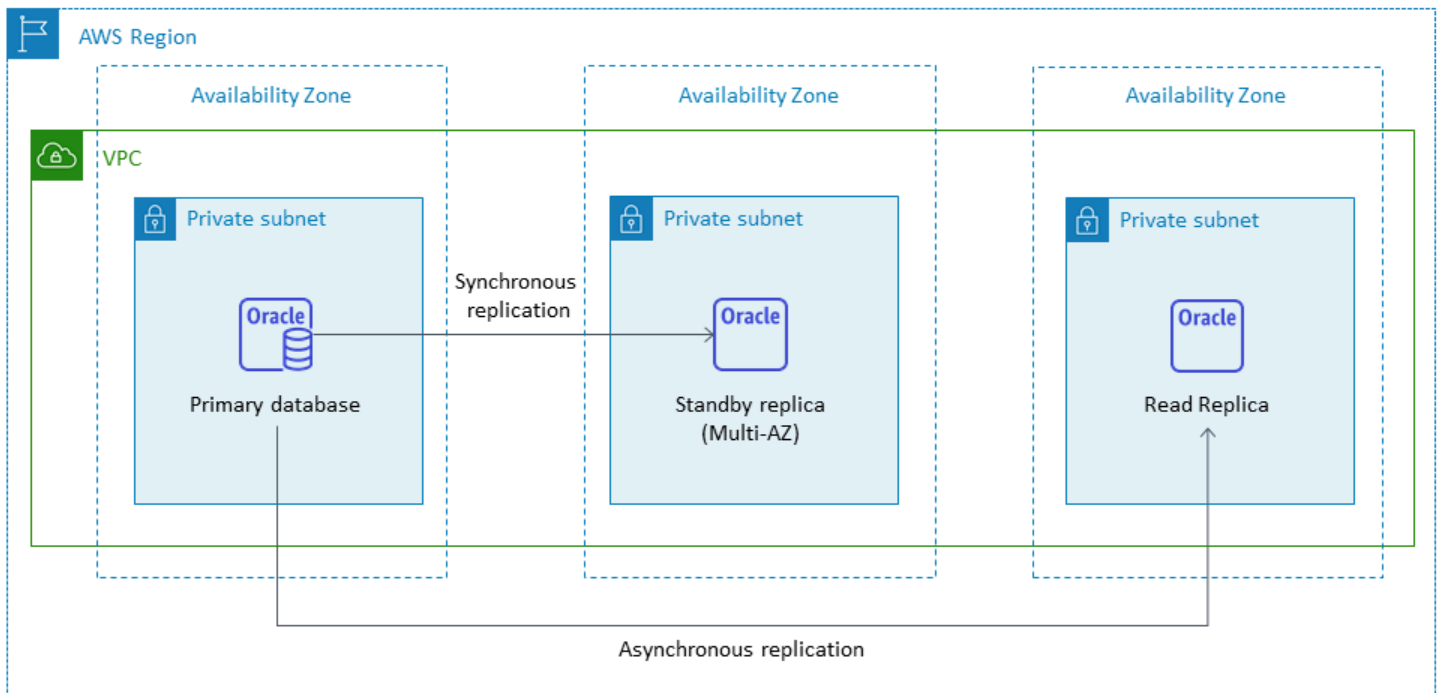 AWS Region
Availability Zone
Availability Zone
Availability Zone
VPC
Private subnet
Private subnet
Private subnet
Synchronous
replication
Oracle
Oracle
Oracle
Primary database
Standby replica
(Multi-AZ)
Read Replica
Asynchronous replication